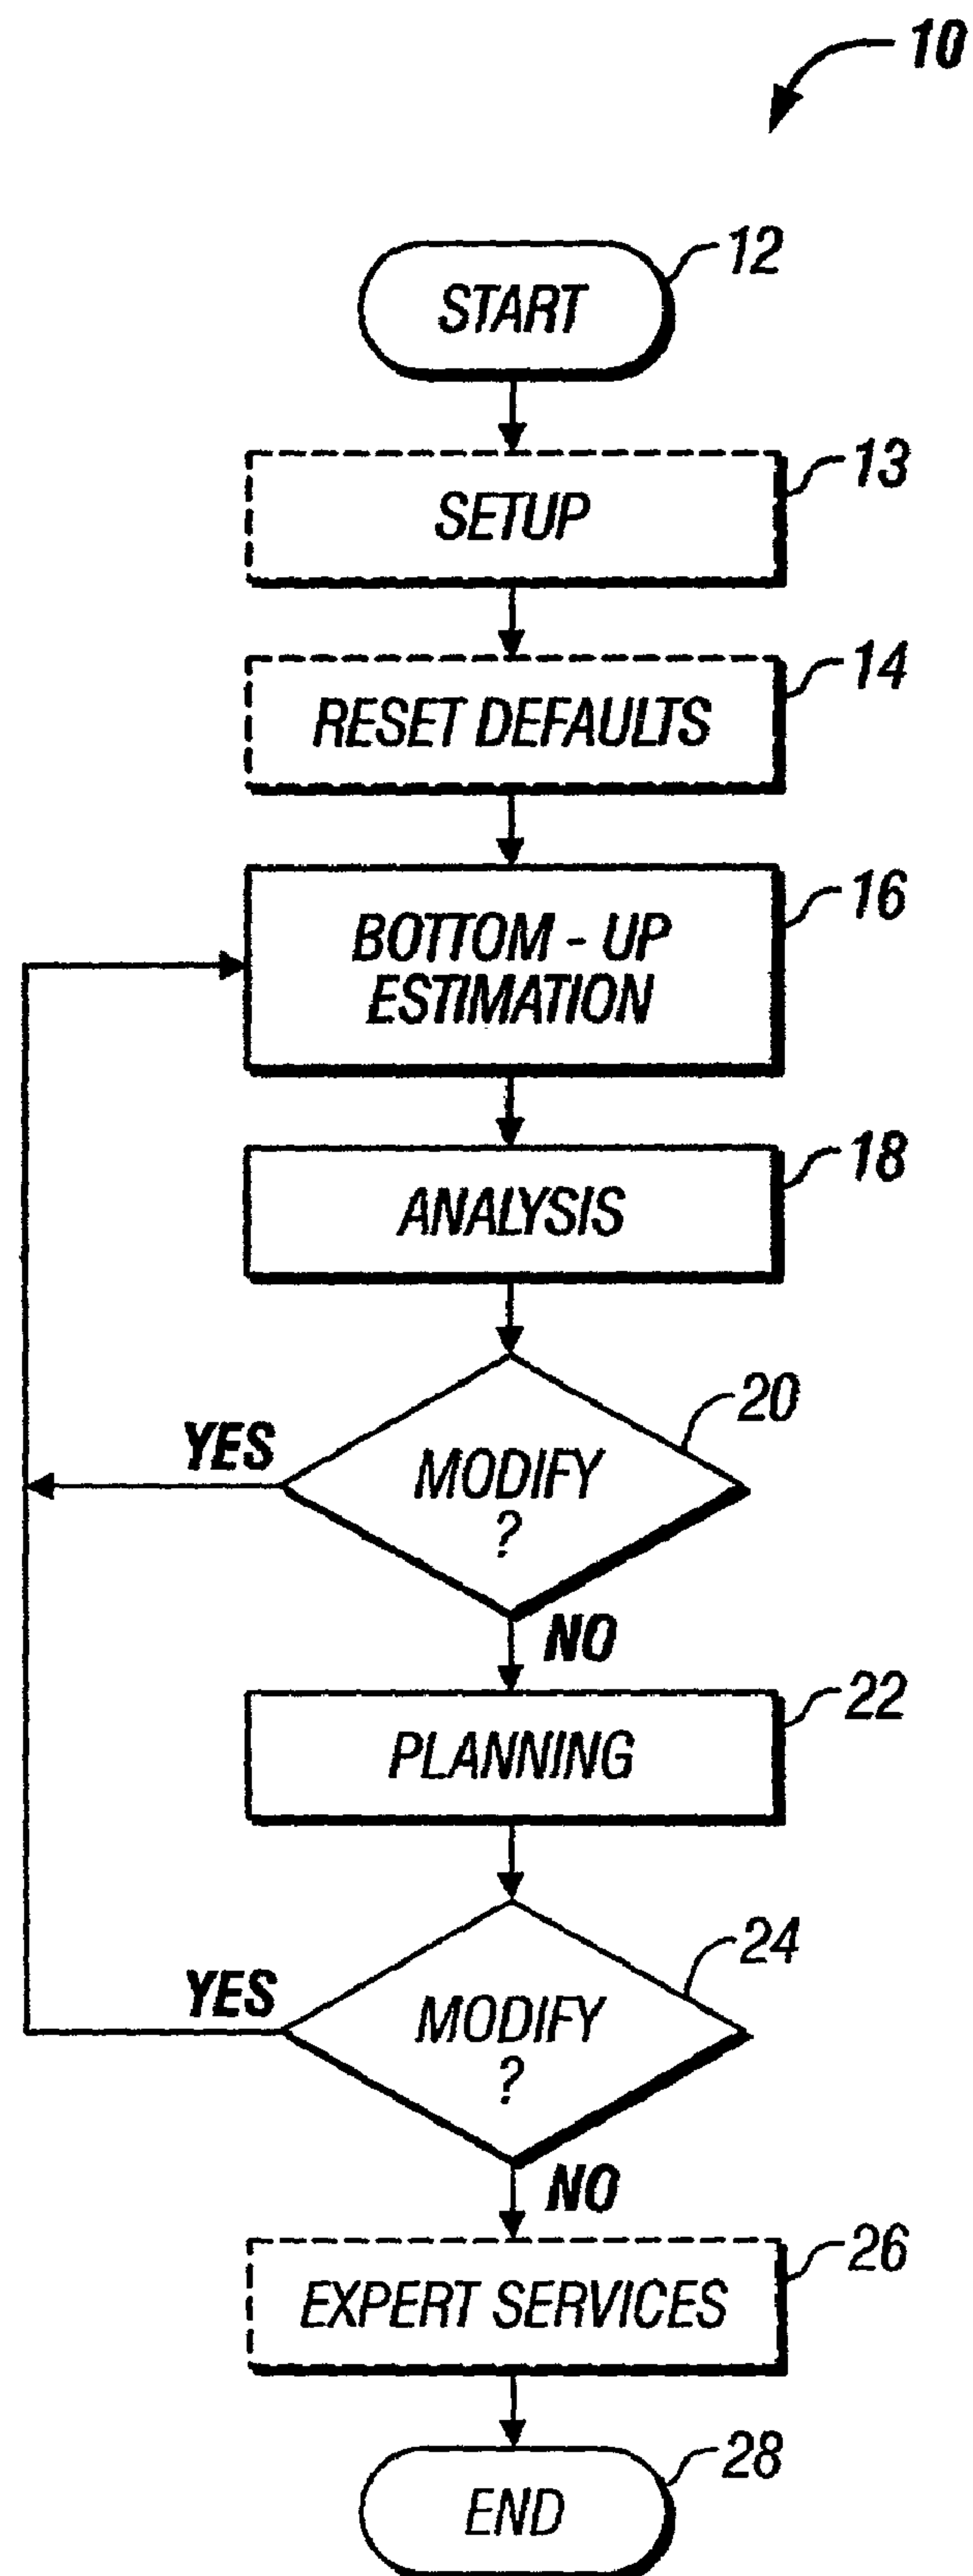 10
12
START
13
SETUP
14
RESET DEFAULTS
16
BOTTOM - UP
ESTIMATION
18
ANALYSIS
20
YES
MODIFY
?
NO
22
PLANNING
24
YES
MODIFY
?
NO
26
EXPERT SERVICES
28
END